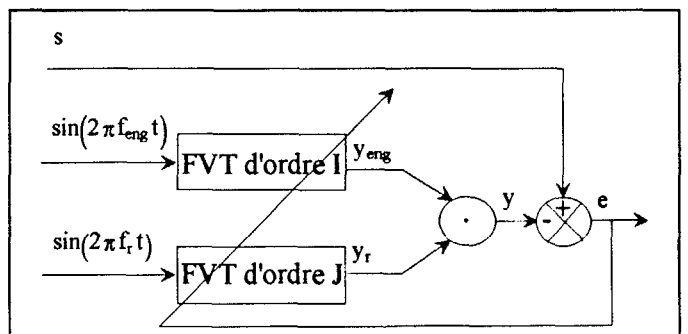 s
sin(2πf_eng t)
FVT d'ordre I
y_eng
y
+
-
e
sin(2πf_r t)
FVT d'ordre J
y_r